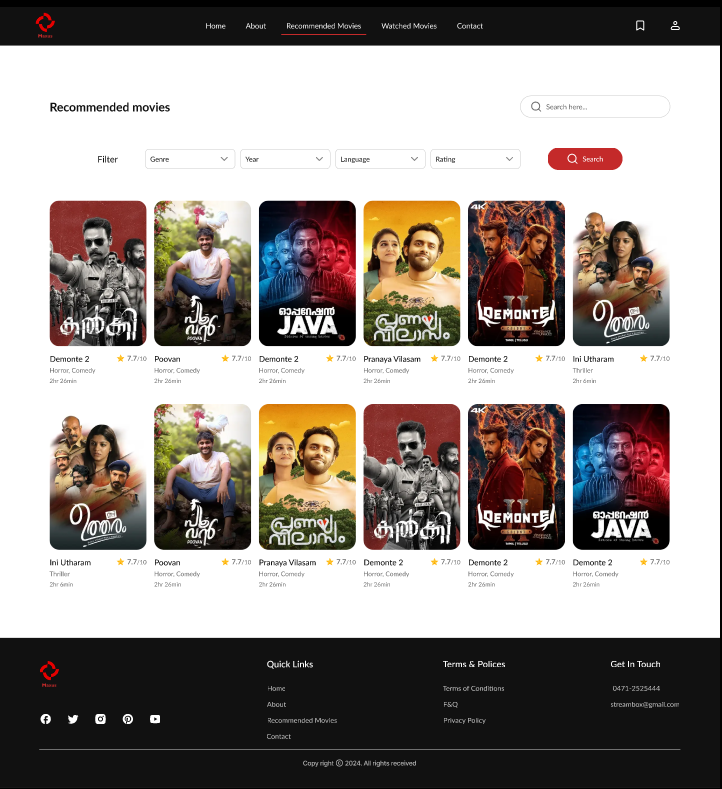 Home About Recommended Movies Watched Movies Contact
Movus
Recommended movies
Search here...
Filter Genre Year Language Rating Search
4K
കൽക്കി
പൂവൻ
POOVAN
ഓപ്പറേഷൻ
JAVA
പ്രണയ
വിലാസം
DEMONTE
II
COLONY
TAMIL | TELUGU
ഉത്തരം
Demonte 2 7.7/10 Poovan 7.7/10 Demonte 2 7.7/10 Pranaya Vilasam 7.7/10 Demonte 2 7.7/10 Ini Utharam 7.7/10
Horror, Comedy Horror, Comedy Horror, Comedy Horror, Comedy Horror, Comedy Thriller
2hr 26min 2hr 26min 2hr 26min 2hr 26min 2hr 26min 2hr 6min
4K
ഉത്തരം
പൂവൻ
POOVAN
പ്രണയ
വിലാസം
കൽക്കി
DEMONTE
II
COLONY
TAMIL | TELUGU
ഓപ്പറേഷൻ
JAVA
Ini Utharam 7.7/10 Poovan 7.7/10 Pranaya Vilasam 7.7/10 Demonte 2 7.7/10 Demonte 2 7.7/10 Demonte 2 7.7/10
Thriller Horror, Comedy Horror, Comedy Horror, Comedy Horror, Comedy Horror, Comedy
2hr 6min 2hr 26min 2hr 26min 2hr 26min 2hr 26min 2hr 26min
Quick Links Terms & Polices Get In Touch
Home Terms of Conditions 0471-2525444
About F&Q streambox@gmail.com
Recommended Movies Privacy Policy
Contact
Copy right © 2024. All rights received